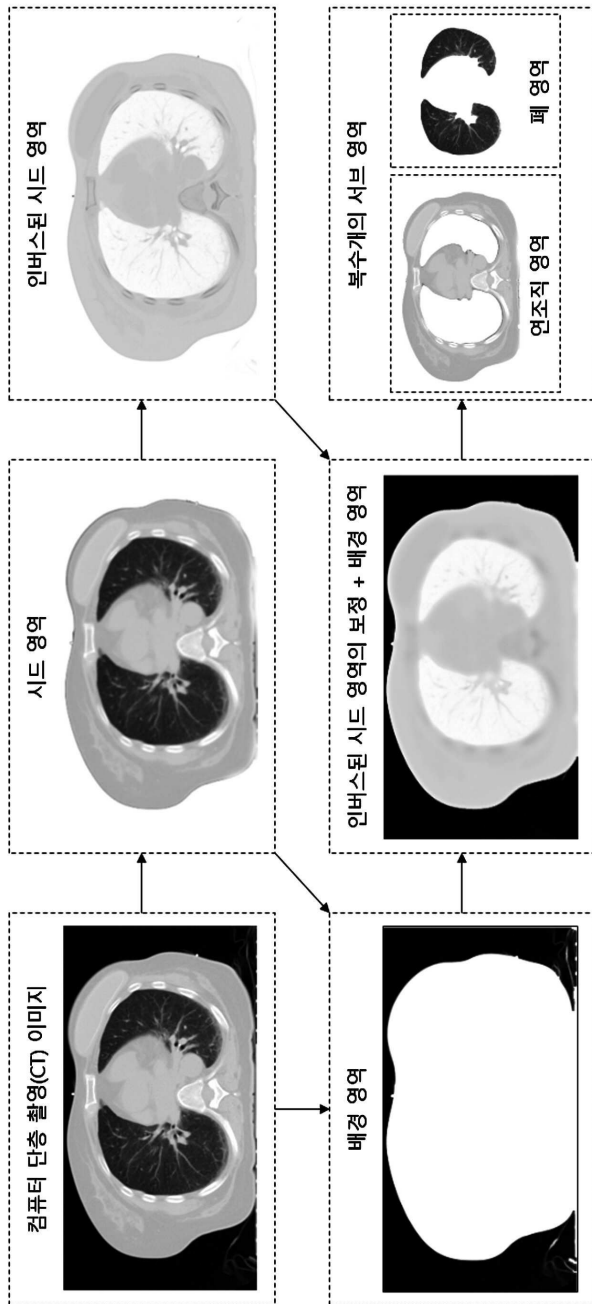 컴퓨터 단층 촬영(CT) 이미지
시드 영역
인버스된 시드 영역
배경 영역
인버스된 시드 영역의 보정 + 배경 영역
복수개의 서브 영역
연조직 영역
폐 영역